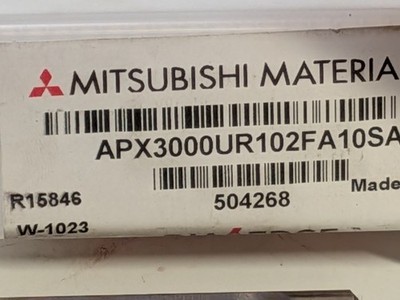 MITSUBISHI MATERIA
APX3000UR102FA10SA
R15846
504268
Made
W-1023